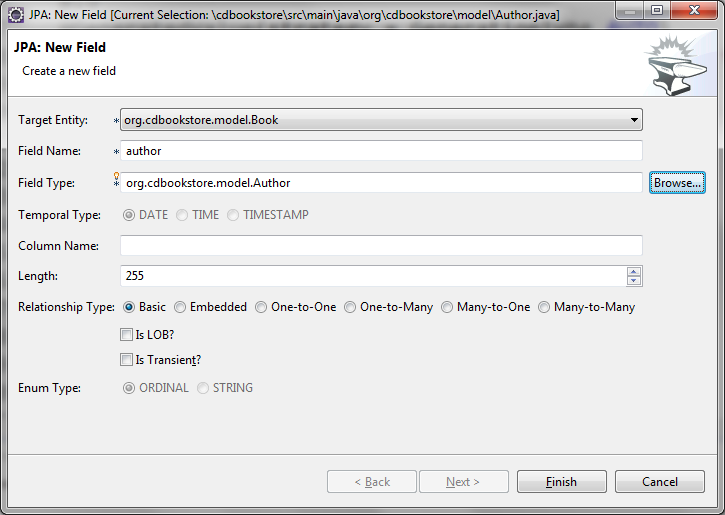 JPA: New Field [Current Selection: \cdbookstore\src\main\java\org\cdbookstore\model\Author.java]
JPA: New Field
Create a new field
Target Entity: * org.cdbookstore.model.Book
Field Name: * author
Field Type: * org.cdbookstore.model.Author Browse...
Temporal Type: DATE TIME TIMESTAMP
Column Name:
Length: 255
Relationship Type: Basic Embedded One-to-One One-to-Many Many-to-One Many-to-Many
Is LOB?
Is Transient?
Enum Type: ORDINAL STRING
< Back Next > Finish Cancel